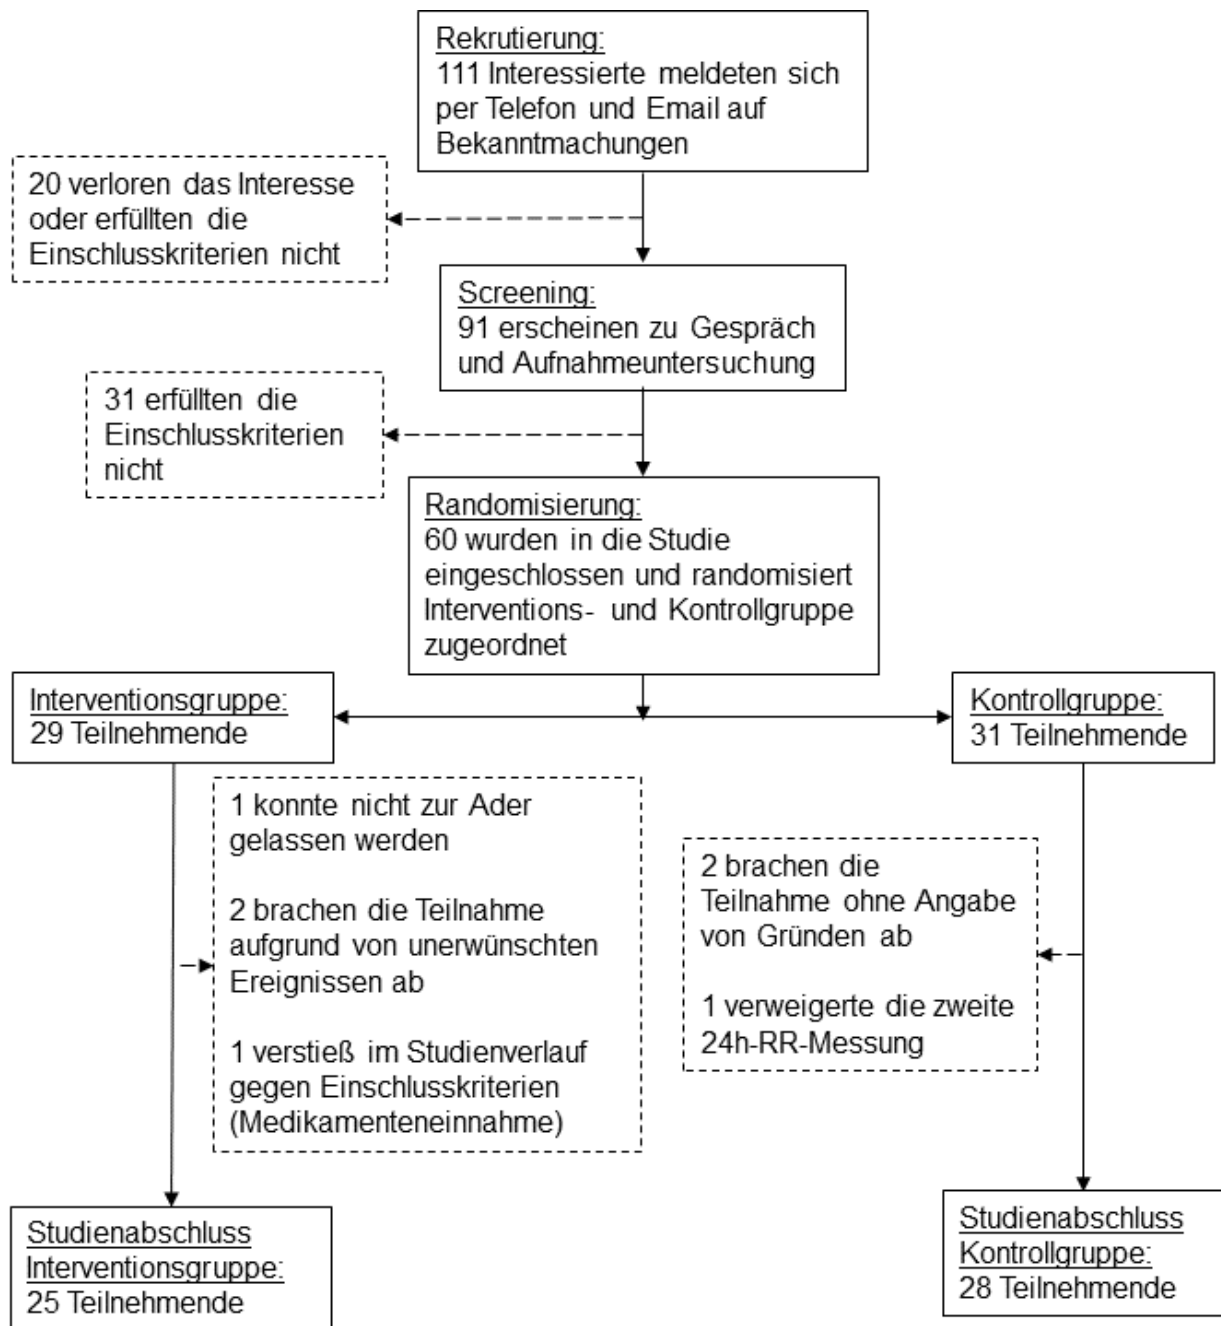 Rekrutierung:
111 Interessierte meldeten sich
per Telefon und Email auf
Bekanntmachungen
20 verloren das Interesse
oder erfüllten die
Einschlusskriterien nicht
Screening:
91 erscheinen zu Gespräch
und Aufnahmeuntersuchung
31 erfüllten die
Einschlusskriterien
nicht
Randomisierung:
60 wurden in die Studie
eingeschlossen und randomisiert
Interventions- und Kontrollgruppe
zugeordnet
Interventionsgruppe:
29 Teilnehmende
Kontrollgruppe:
31 Teilnehmende
1 konnte nicht zur Ader
gelassen werden
2 brachen die Teilnahme
aufgrund von unerwünschten
Ereignissen ab
1 verstieß im Studienverlauf
gegen Einschlusskriterien
(Medikamenteneinnahme)
2 brachen die
Teilnahme ohne Angabe
von Gründen ab
1 verweigerte die zweite
24h-RR-Messung
Studienabschluss
Interventionsgruppe:
25 Teilnehmende
Studienabschluss
Kontrollgruppe:
28 Teilnehmende